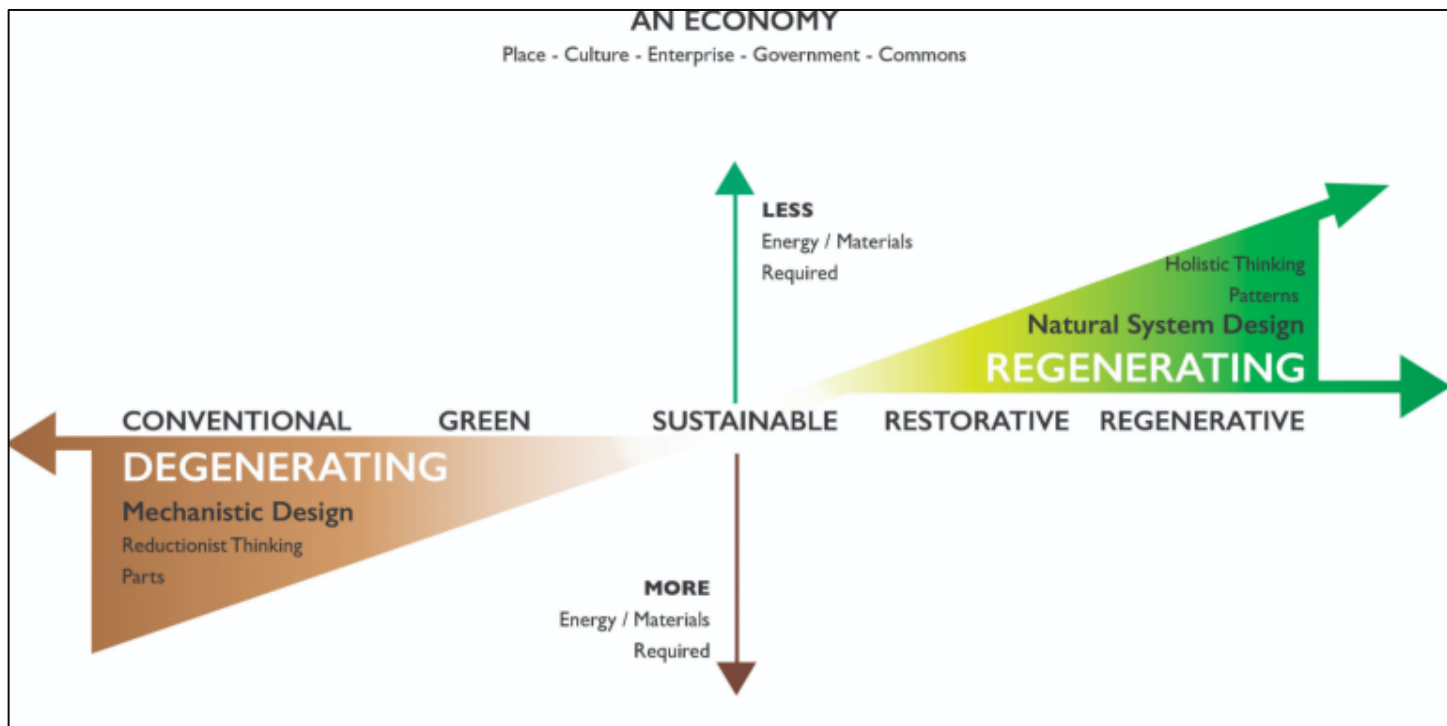 AN ECONOMY
Place - Culture - Enterprise - Government - Commons
LESS
Energy / Materials
Required
Holistic Thinking
Patterns
Natural System Design
REGENERATING
CONVENTIONAL GREEN SUSTAINABLE RESTORATIVE REGENERATIVE
DEGENERATING
Mechanistic Design
Reductionist Thinking
Parts
MORE
Energy / Materials
Required